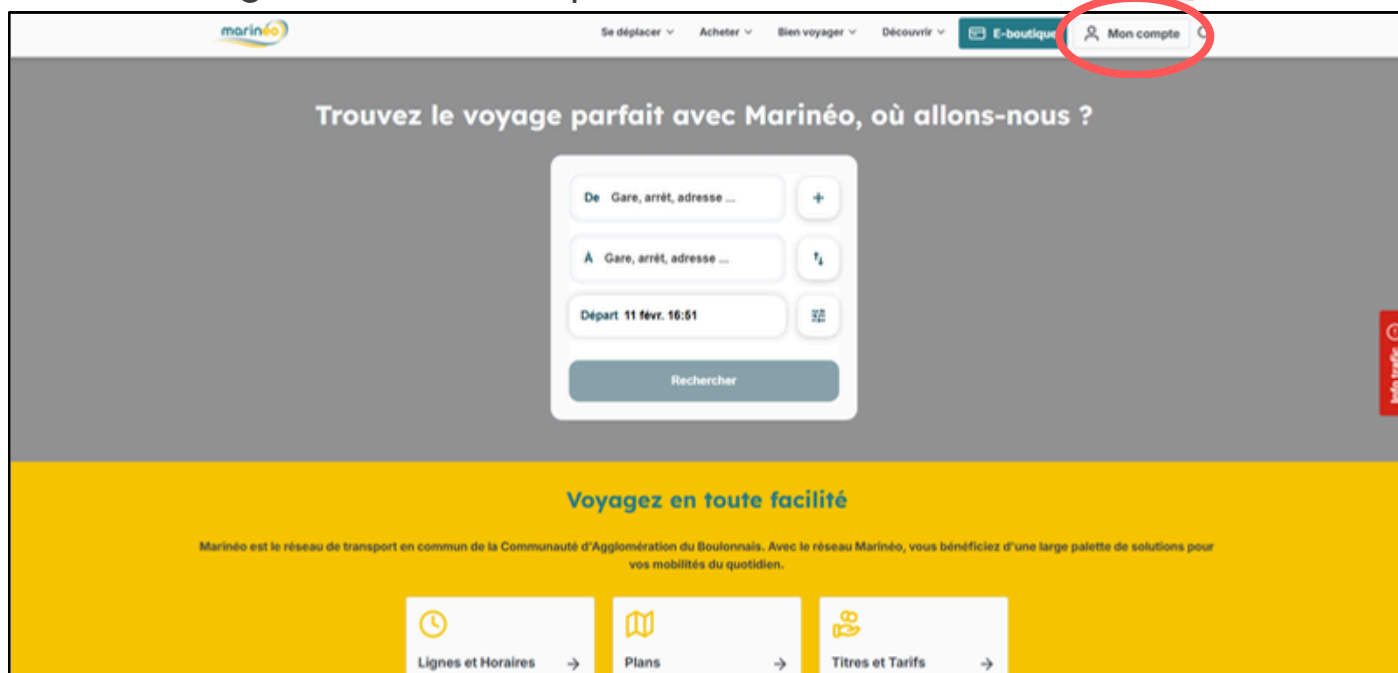 marinéo
Se déplacer Acheter Bien voyager Découvrir E-boutique Mon compte
Trouvez le voyage parfait avec Marinéo, où allons-nous ?
De Gare, arrêt, adresse ...
À Gare, arrêt, adresse ...
Départ 11 févr. 16:51
Rechercher
Info trafic
Voyagez en toute facilité
Marinéo est le réseau de transport en commun de la Communauté d'Agglomération du Boulonnais. Avec le réseau Marinéo, vous bénéficiez d'une large palette de solutions pour
vos mobilités du quotidien.
Lignes et Horaires Plans Titres et Tarifs